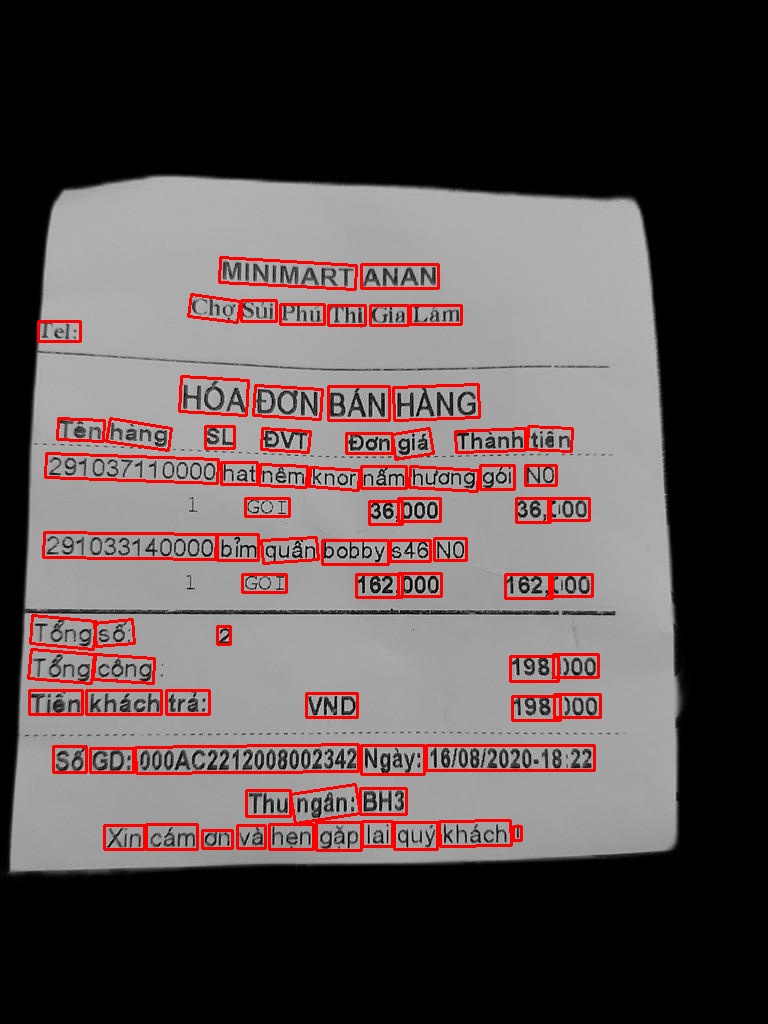 MINIMART ANAN
Chợ Sủi Phú Thị Gia Lâm
Tel:
HÓA ĐƠN BÁN HÀNG
Tên hàng SL ĐVT Đơn giá Thành tiền
291037110000 hat nêm knor nấm hương gói N0
1 GOI 36,000 36,000
291033140000 bỉm quần bobby s46 N0
1 GOI 162,000 162,000
Tổng số: 2
Tổng công : 198,000
Tiền khách trả: VND 198,000
Số GD: 000AC2212008002342 Ngày: 16/08/2020-18:22
Thu ngân: BH3
Xin cám ơn và hẹn gặp lại quý khách !